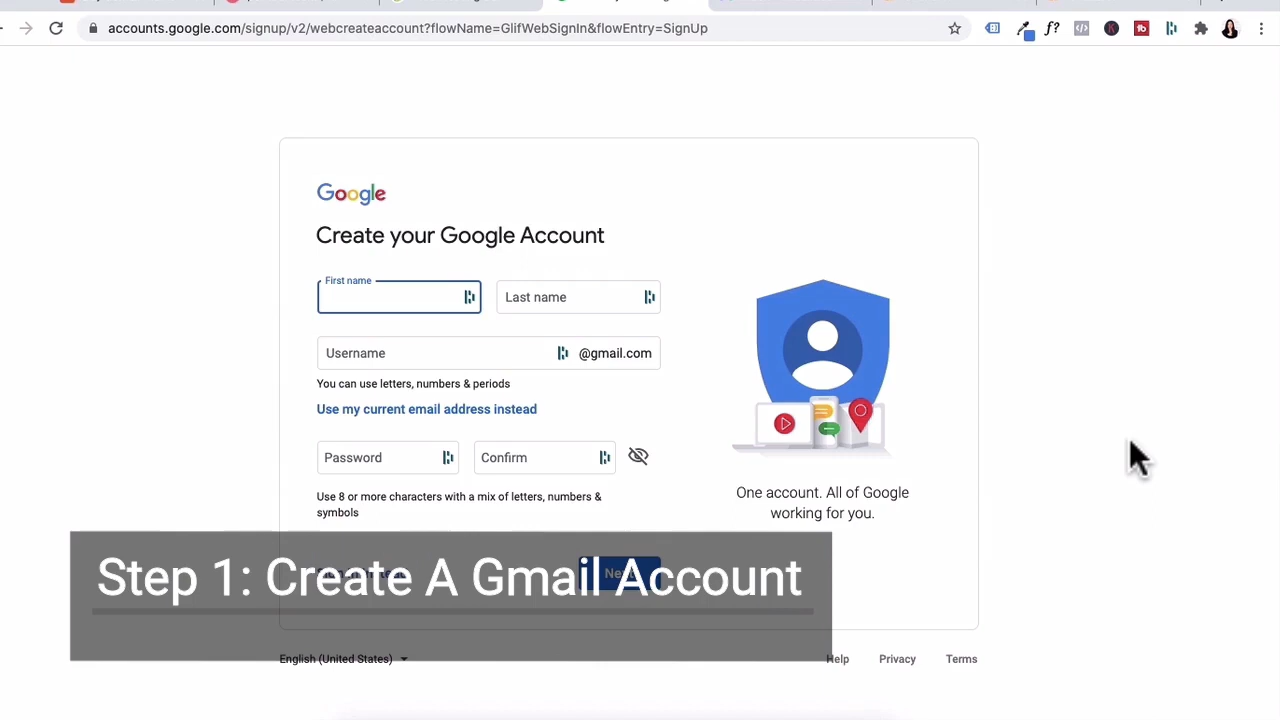 accounts.google.com/signup/v2/webcreateaccount?flowName=GlifWebSignIn&flowEntry=SignUp
f?
Google
Create your Google Account
First name
Last name
Username
@gmail.com
You can use letters, numbers & periods
Use my current email address instead
Password
Confirm
Use 8 or more characters with a mix of letters, numbers &
symbols
One account. All of Google
working for you.
Step 1: Create A Gmail Account
English (United States)
Help
Privacy
Terms